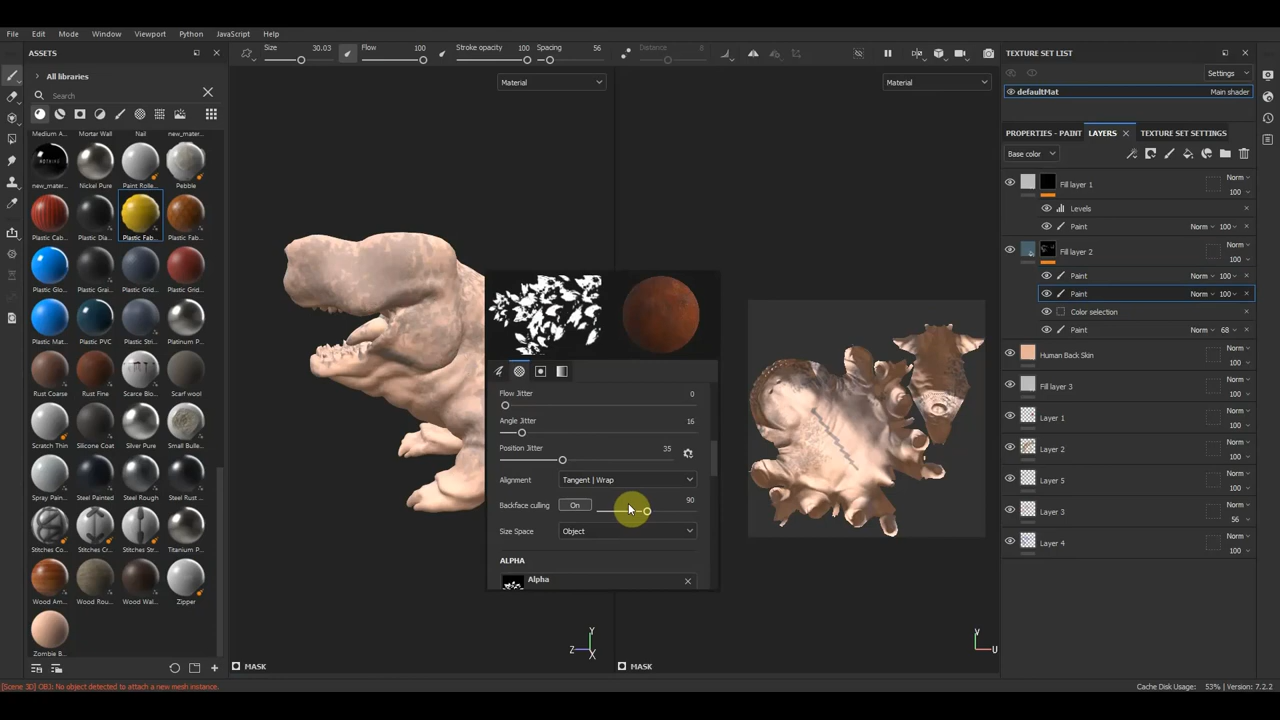 File Edit Mode Window Viewport Python JavaScript Help
ASSETS
Size 30.03 Flow 100 Stroke opacity 100 Spacing 56 Distance 8
TEXTURE SET LIST
All libraries
Settings
Search
Material
Material
defaultMat Main shader
Medium A... Mortar Wall Nail new_mater...
PROPERTIES - PAINT LAYERS TEXTURE SET SETTINGS
Base color
new_mater... Nickel Pure Paint Rolle... Pebble
Fill layer 1 Norm 100
Levels
Paint Norm 100
Plastic Cab... Plastic Dia... Plastic Fab... Plastic Fab...
Fill layer 2 Norm 100
Paint Norm 100
Paint Norm 100
Color selection
Paint Norm 68
Plastic Glo... Plastic Grai... Plastic Grid... Plastic Grid...
Human Back Skin Norm 100
Plastic Mat... Plastic PVC Plastic Stri... Platinum P...
Fill layer 3 Norm 100
Rust Coarse Rust Fine Scarce Blo... Scarf wool
Layer 1 Norm 100
Scratch Thin Silicone Coat Silver Pure Small Bulle...
Layer 2 Norm 100
Spray Pain... Steel Painted Steel Rough Steel Rust ...
Layer 5 Norm 100
Stitches Co... Stitches Cr... Stitches Str... Titanium P...
Layer 3 Norm 56
Wood Am... Wood Rou... Wood Wal... Zipper
Layer 4 Norm 100
Zombie B...
Flow Jitter 0
Angle Jitter 16
Position Jitter 35
Alignment Tangent | Wrap
Backface culling On 90
Size Space Object
ALPHA
Alpha
Y
Z X
V
U
MASK
MASK
[Scene 3D] OBJ: No object detected to attach a new mesh instance.
Cache Disk Usage: 53% | Version: 7.2.2